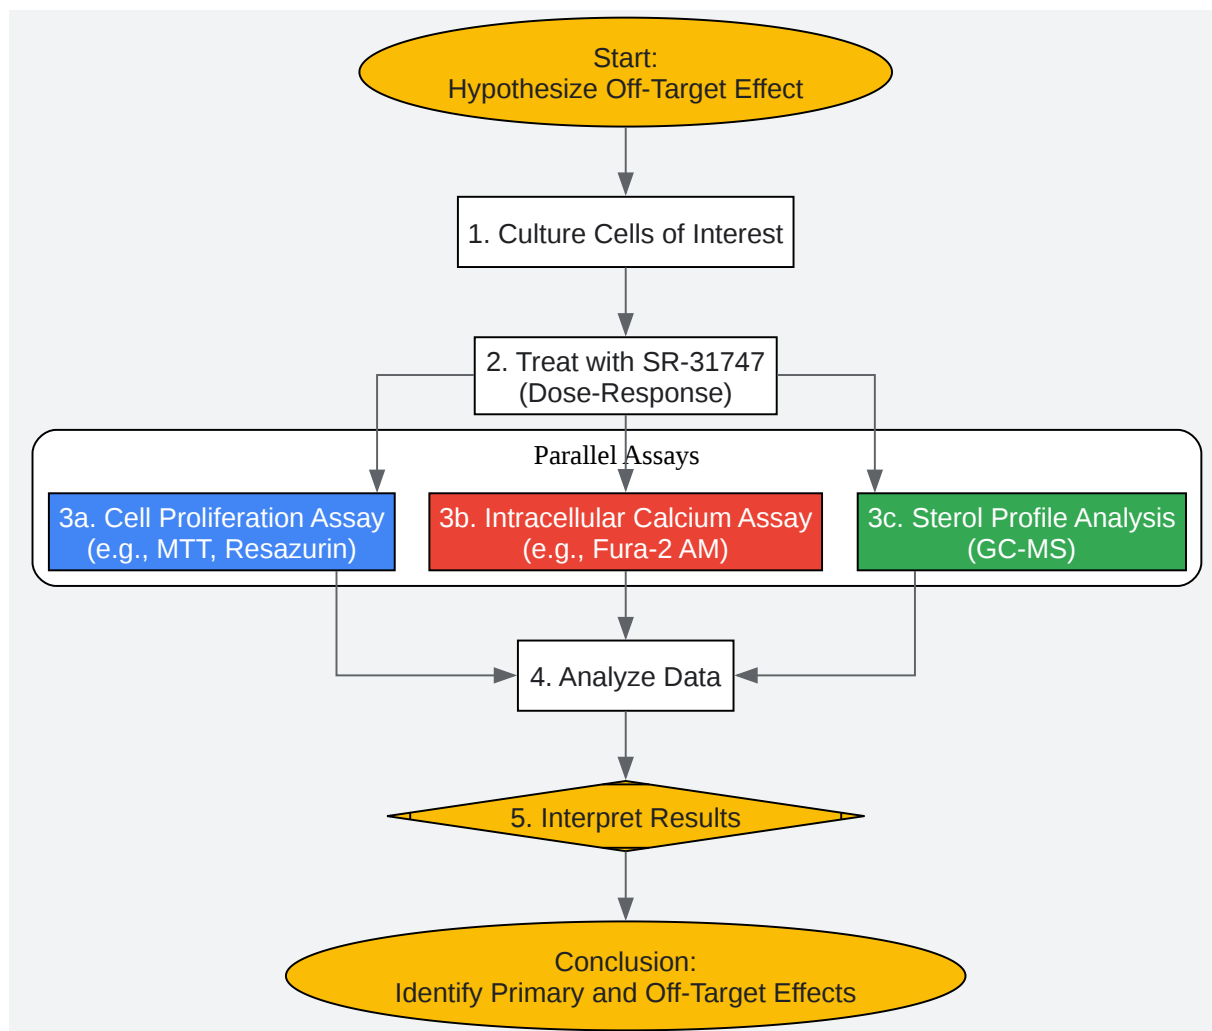 Start:
Hypothesize Off-Target Effect
1. Culture Cells of Interest
2. Treat with SR-31747
(Dose-Response)
Parallel Assays
3a. Cell Proliferation Assay
(e.g., MTT, Resazurin)
3b. Intracellular Calcium Assay
(e.g., Fura-2 AM)
3c. Sterol Profile Analysis
(GC-MS)
4. Analyze Data
5. Interpret Results
Conclusion:
Identify Primary and Off-Target Effects